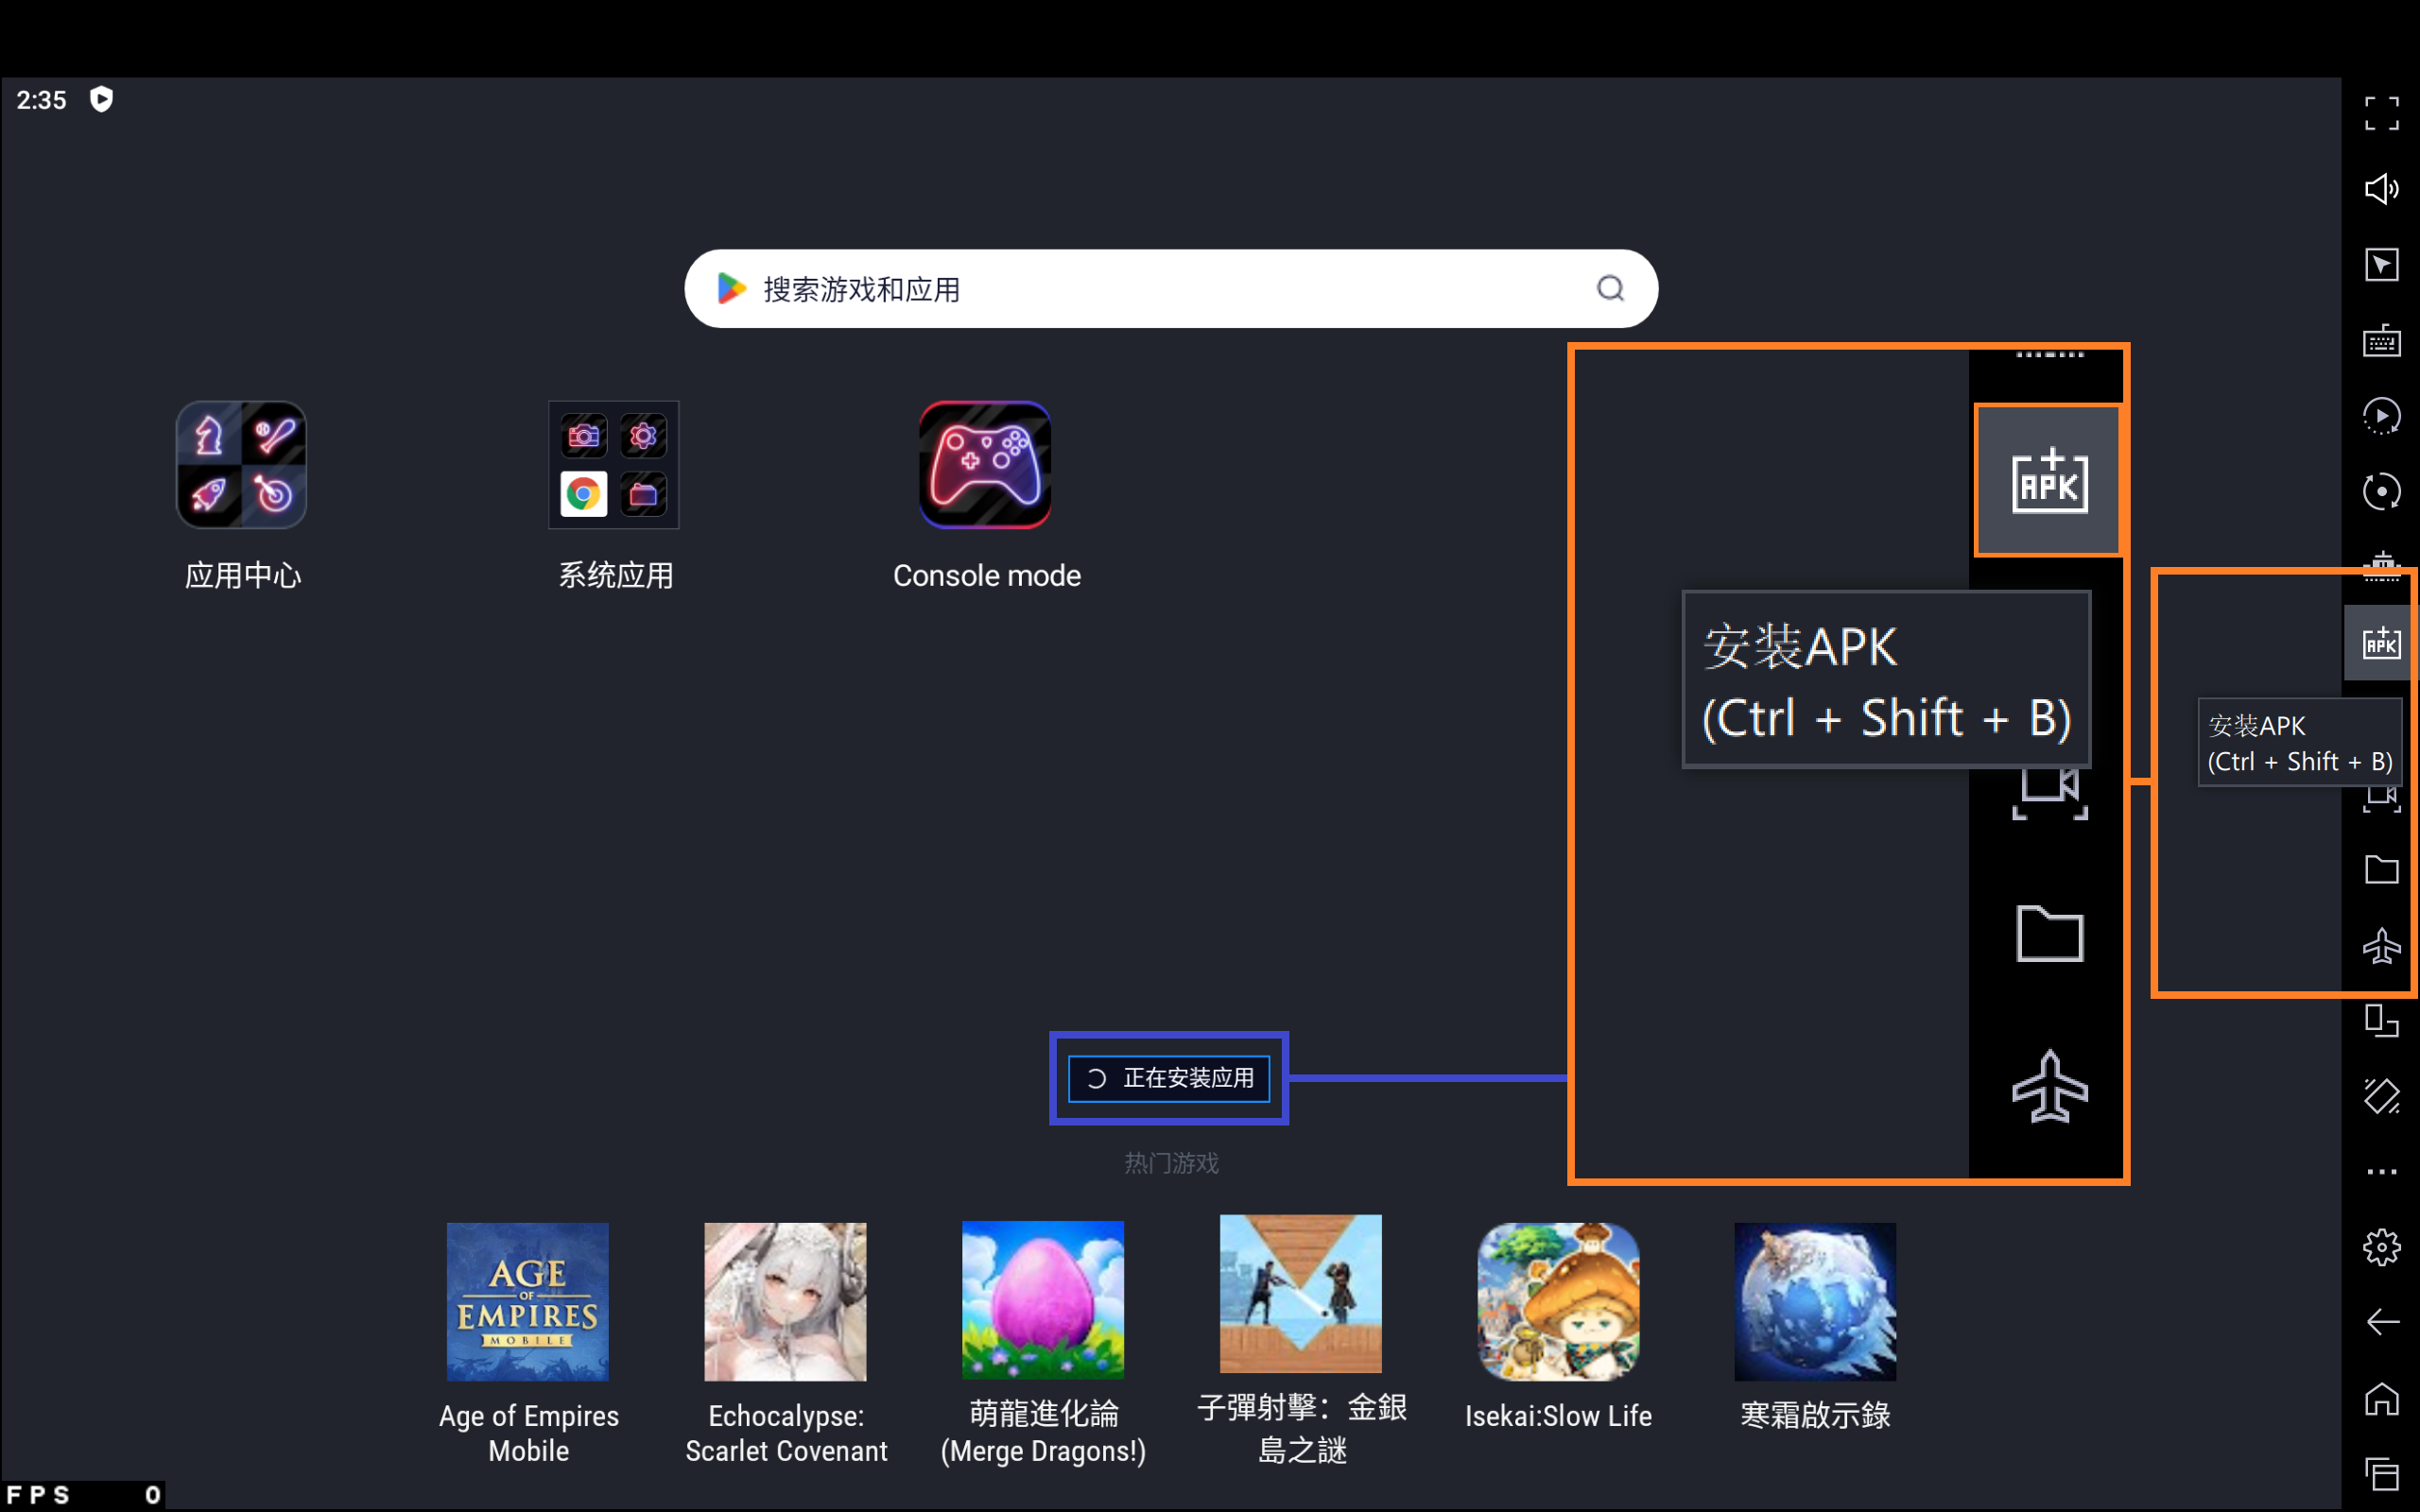 2:35
搜索游戏和应用
应用中心
系统应用
Console mode
APK
安装APK
(Ctrl + Shift + B)
APK
安装APK
(Ctrl + Shift + B)
正在安装应用
热门游戏
AGE
OF
EMPIRES
MOBILE
Age of Empires
Mobile
Echocalypse:
Scarlet Covenant
萌龍進化論
(Merge Dragons!)
子彈射擊：金銀
島之謎
Isekai:Slow Life
寒霜啟示錄
FPS 0